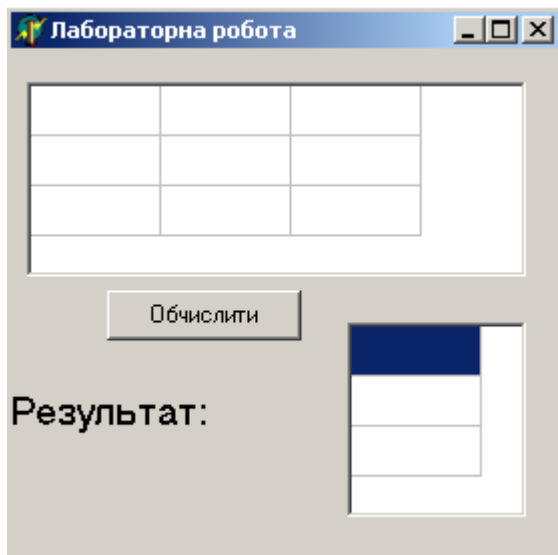 Лабораторна робота
Обчислити
Результат: